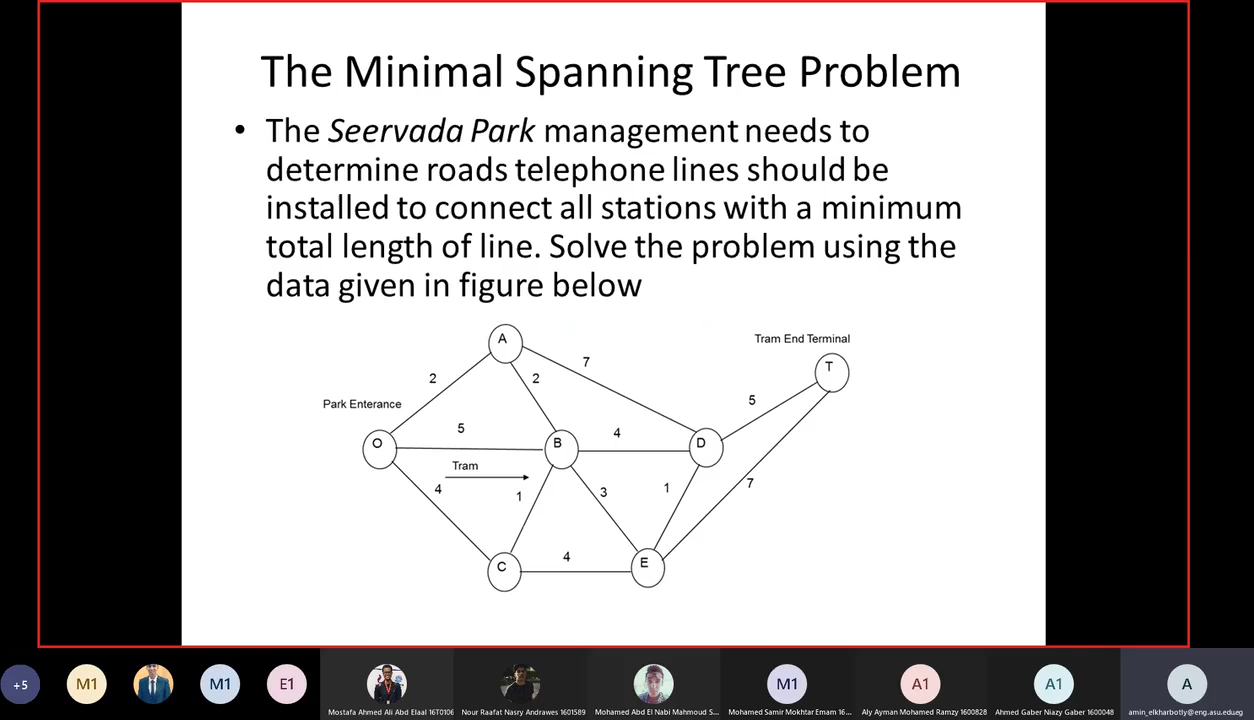 The Minimal Spanning Tree Problem
• The Seervada Park management needs to
determine roads telephone lines should be
installed to connect all stations with a minimum
total length of line. Solve the problem using the
data given in figure below
A
Tram End Terminal
7
T
2
2
5
Park Enterance
5
4
O
B
D
Tram
4
1
3
1
7
4
C
E
+5
M1
M1
E1
M1
A1
A1
A
Mostafa Ahmed Ali Abd Elaal 16T0106
Nour Raafat Nasry Andrawes 1601589
Mohamed Abd El Nabi Mahmoud S...
Mohamed Samir Mokhtar Emam 16...
Aly Ayman Mohamed Ramzy 1600828
Ahmed Gaber Niazy Gaber 1600048
amin_elkharbotly@eng.asu.edueg